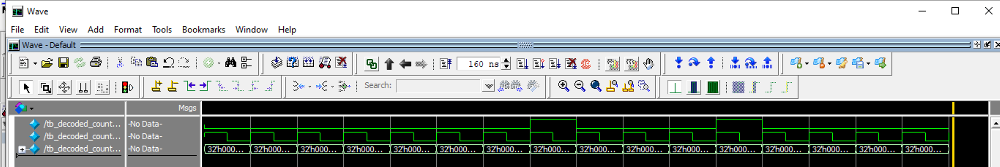 Wave
File Edit View Add Format Tools Bookmarks Window Help
Wave - Default
160 ns
Search:
Msgs
/tb_decoded_count... -No Data-
/tb_decoded_count... -No Data-
/tb_decoded_count... -No Data- 32'h000... 32'h000... 32'h000... 32'h000... 32'h000... 32'h000... 32'h000... 32'h000... 32'h000... 32'h000... 32'h000... 32'h000... 32'h000... 32'h000... 32'h000... 32'h000...